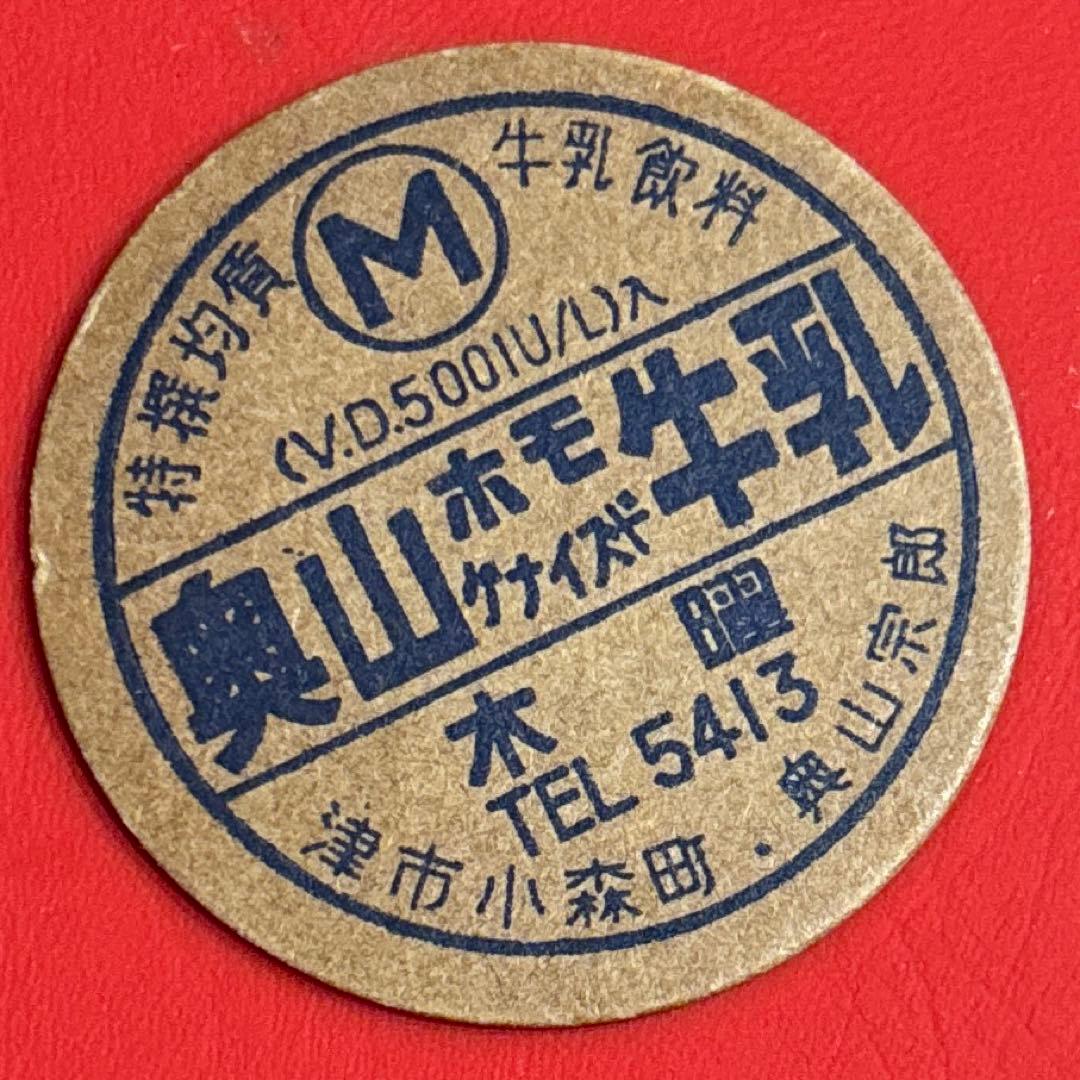 牛乳飲料
特撰均質
M
(V.D.500IU/L)入
奥山ホモゲナイズド牛乳
木曜
TEL 5413
津市小森町・奥山宗郎